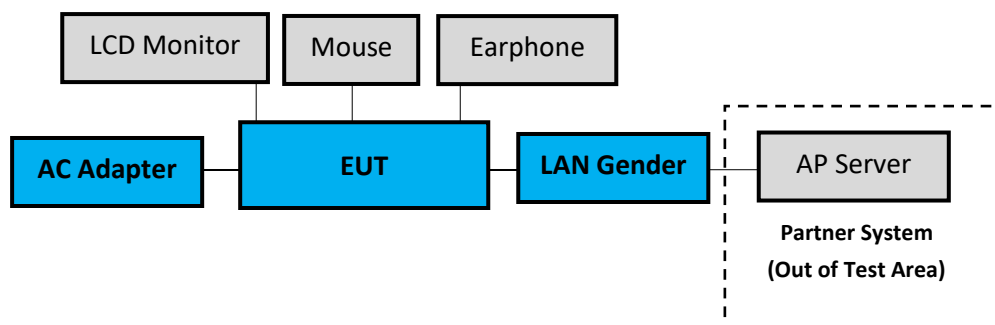 LCD Monitor
Mouse
Earphone
AC Adapter
EUT
LAN Gender
AP Server
Partner System
(Out of Test Area)